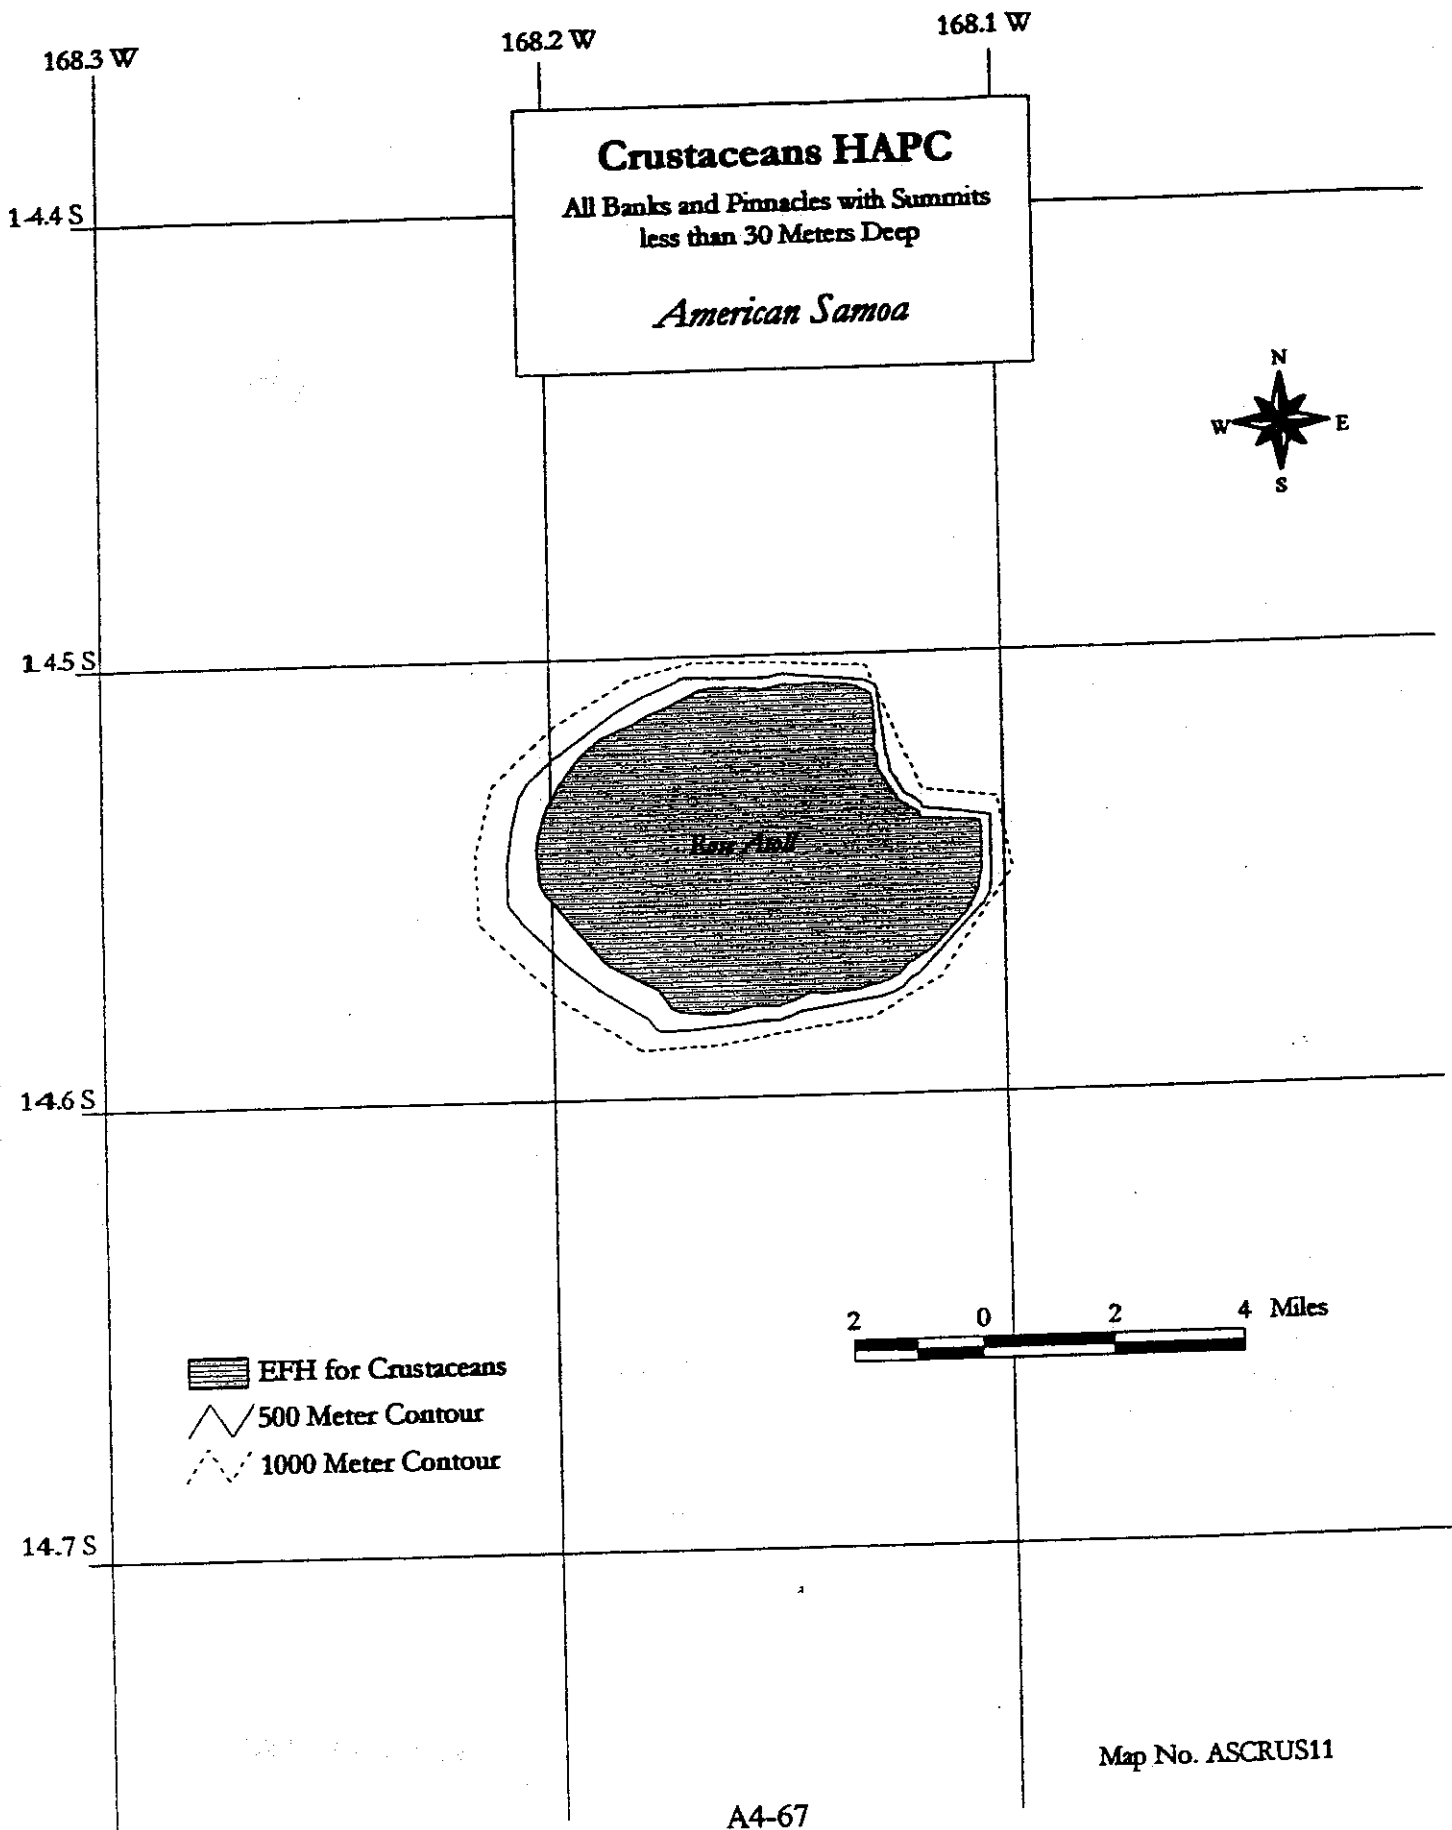 168.3 W
168.2 W
168.1 W
Crustaceans HAPC
All Banks and Pinnacles with Summits
less than 30 Meters Deep
American Samoa
14.4 S
N
W
E
S
14.5 S
Rose Atoll
14.6 S
2 0 2 4 Miles
EFH for Crustaceans
500 Meter Contour
1000 Meter Contour
14.7 S
Map No. ASCRUS11
A4-67